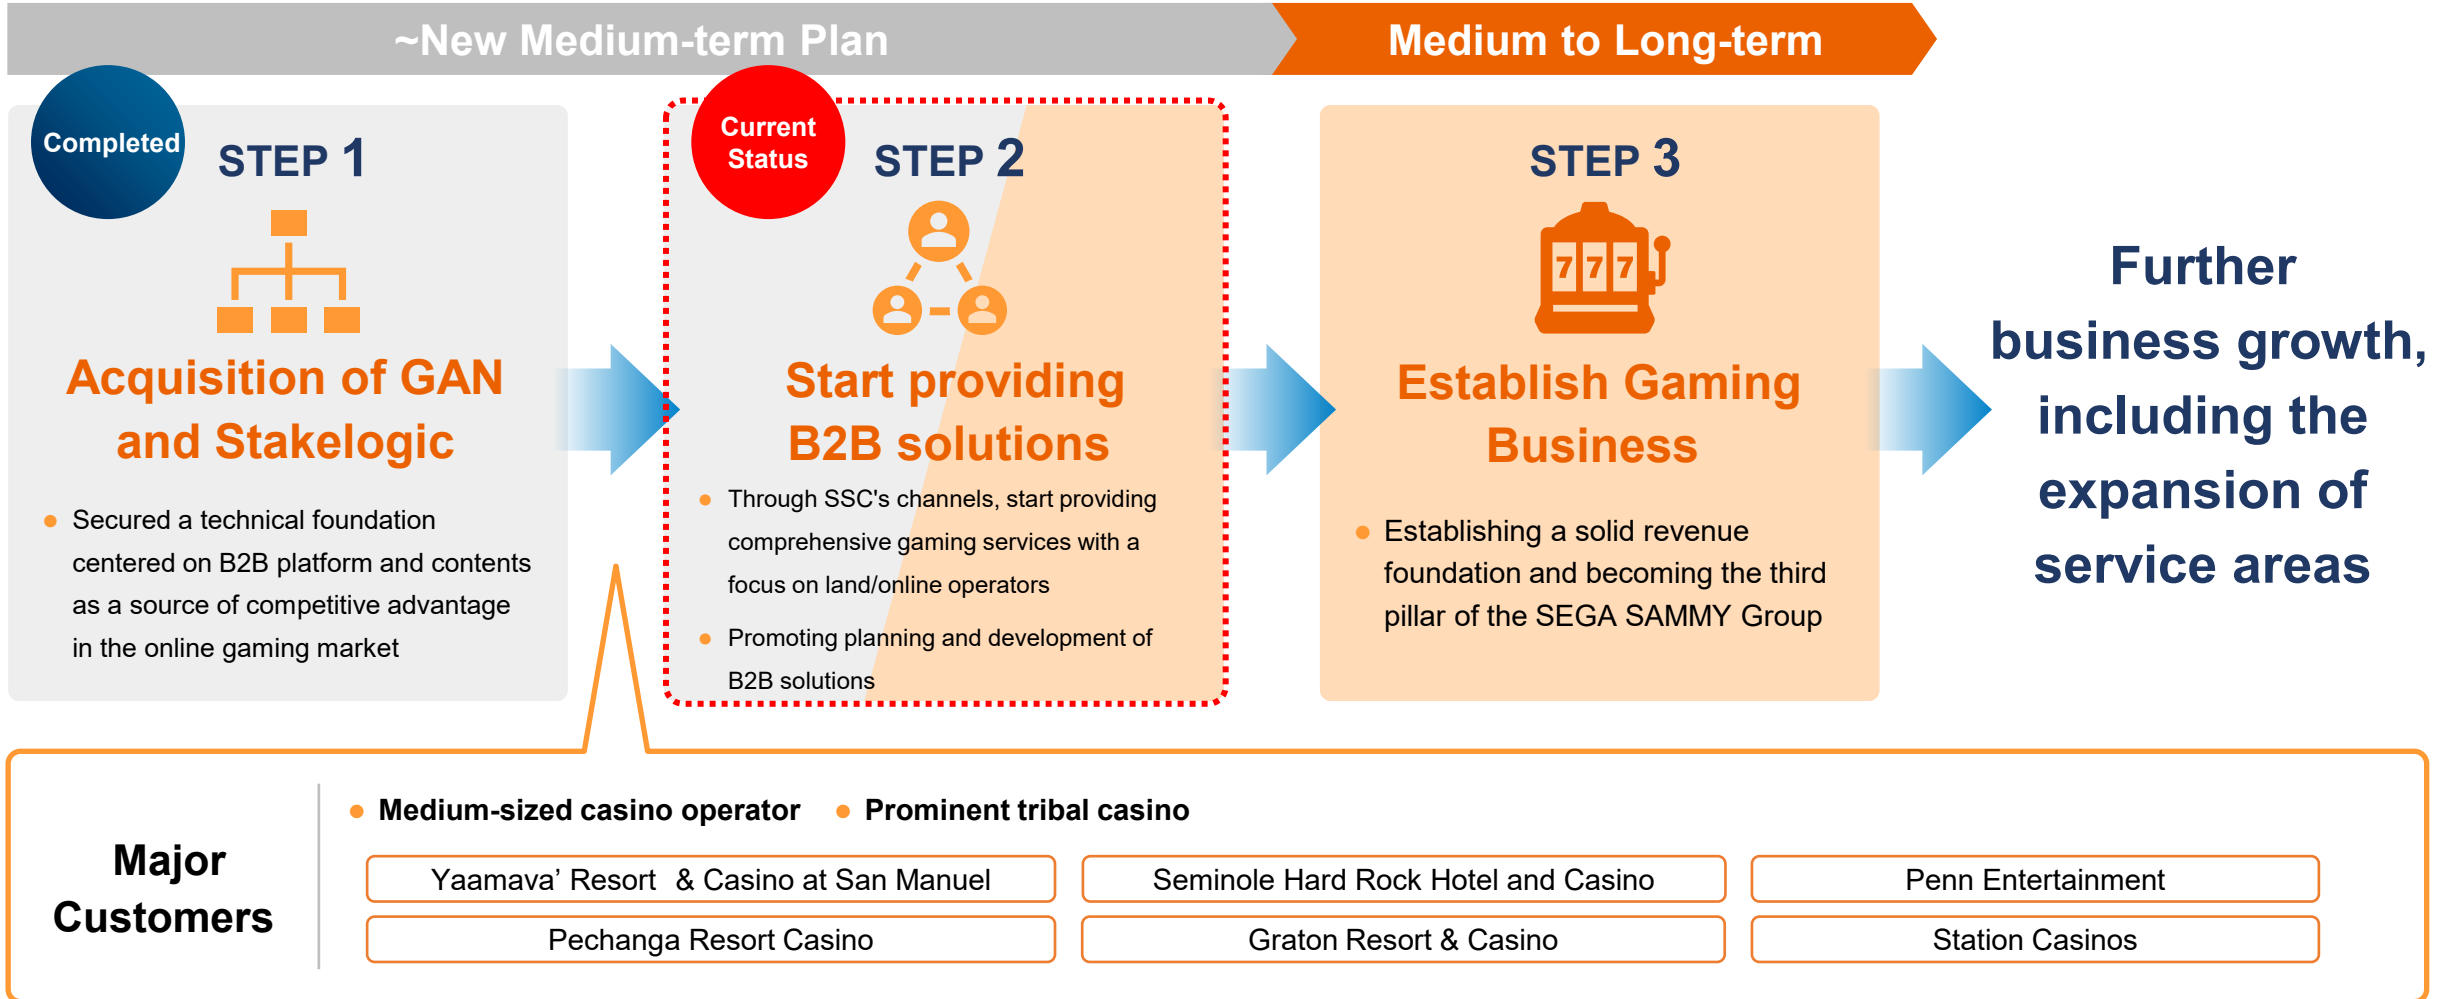 ~New Medium-term Plan
Medium to Long-term
Completed
STEP 1
Acquisition of GAN
and Stakelogic
● Secured a technical foundation
centered on B2B platform and contents
as a source of competitive advantage
in the online gaming market
Current
Status
STEP 2
Start providing
B2B solutions
● Through SSC's channels, start providing
comprehensive gaming services with a
focus on land/online operators
● Promoting planning and development of
B2B solutions
STEP 3
777
Establish Gaming
Business
● Establishing a solid revenue
foundation and becoming the third
pillar of the SEGA SAMMY Group
Further
business growth,
including the
expansion of
service areas
Major
Customers
● Medium-sized casino operator ● Prominent tribal casino
Yaamava’ Resort & Casino at San Manuel
Seminole Hard Rock Hotel and Casino
Penn Entertainment
Pechanga Resort Casino
Graton Resort & Casino
Station Casinos